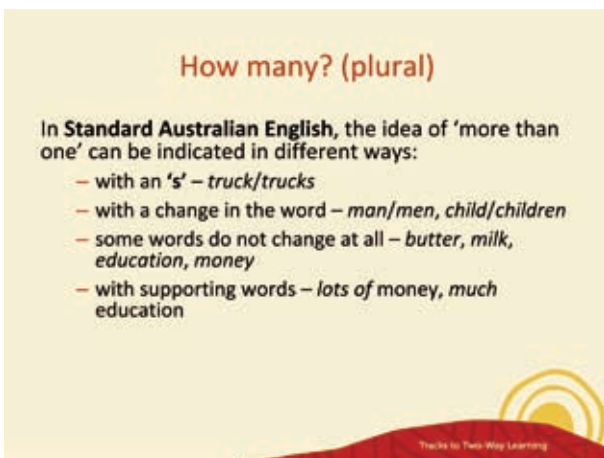 How many? (plural)
In Standard Australian English, the idea of ‘more than
one’ can be indicated in different ways:
– with an ‘s’ – truck/trucks
– with a change in the word – man/men, child/children
– some words do not change at all – butter, milk,
education, money
– with supporting words – lots of money, much
education
Tracks to Two-Way Learning